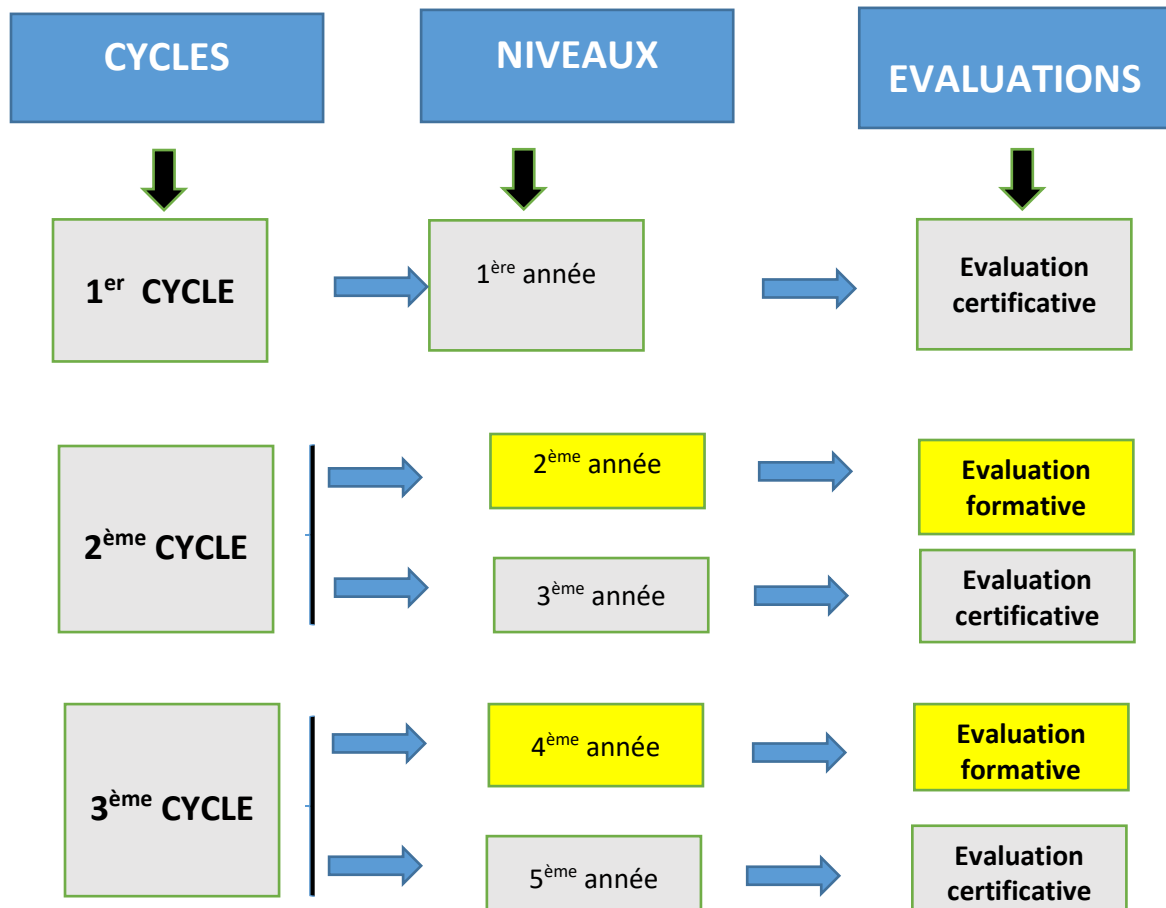 CYCLES
NIVEAUX
EVALUATIONS
1er CYCLE
1ère année
Evaluation
certificative
2ème CYCLE
2ème année
Evaluation
formative
3ème année
Evaluation
certificative
3ème CYCLE
4ème année
Evaluation
formative
5ème année
Evaluation
certificative